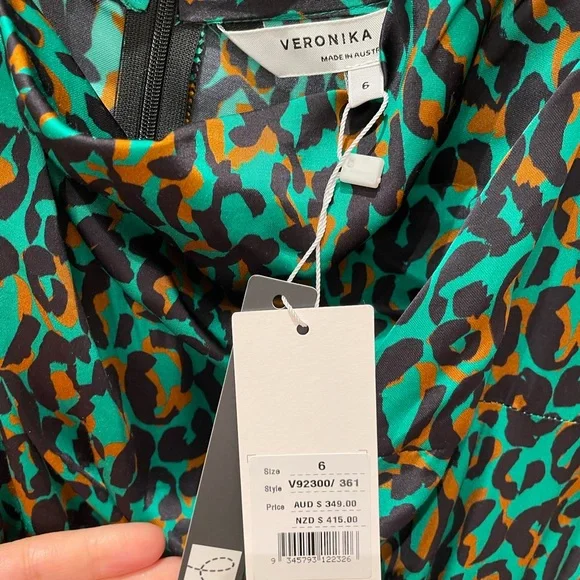 VERONIKA
MADE IN AUSTR
6
Size 6
Style V92300/ 361
Price AUD $ 349.00
NZD $ 415.00
9 345793 122326